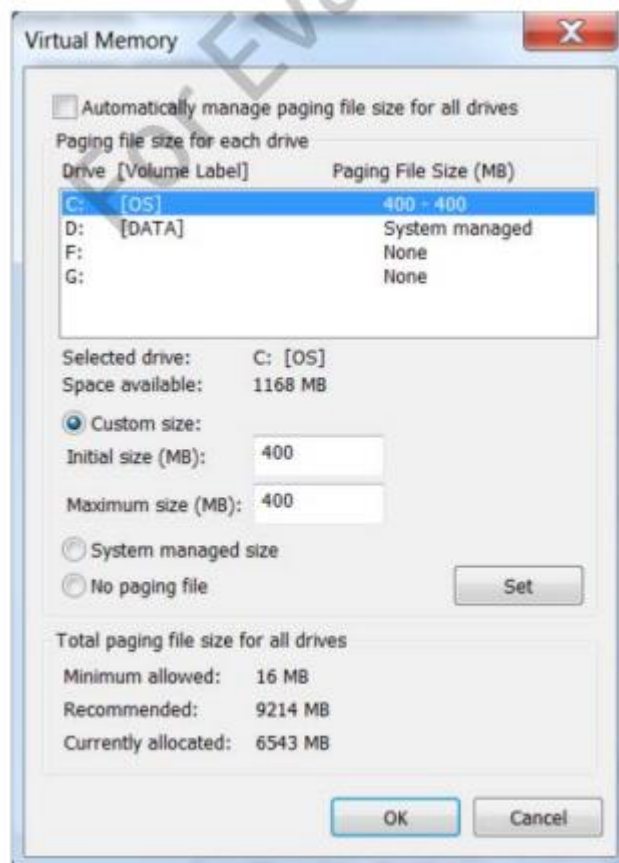 Virtual Memory
Automatically manage paging file size for all drives
Paging file size for each drive
Drive [Volume Label] Paging File Size (MB)
C: [OS] 400 - 400
D: [DATA] System managed
F: None
G: None
Selected drive: C: [OS]
Space available: 1168 MB
Custom size:
Initial size (MB): 400
Maximum size (MB): 400
System managed size
No paging file
Set
Total paging file size for all drives
Minimum allowed: 16 MB
Recommended: 9214 MB
Currently allocated: 6543 MB
OK Cancel
For Ev